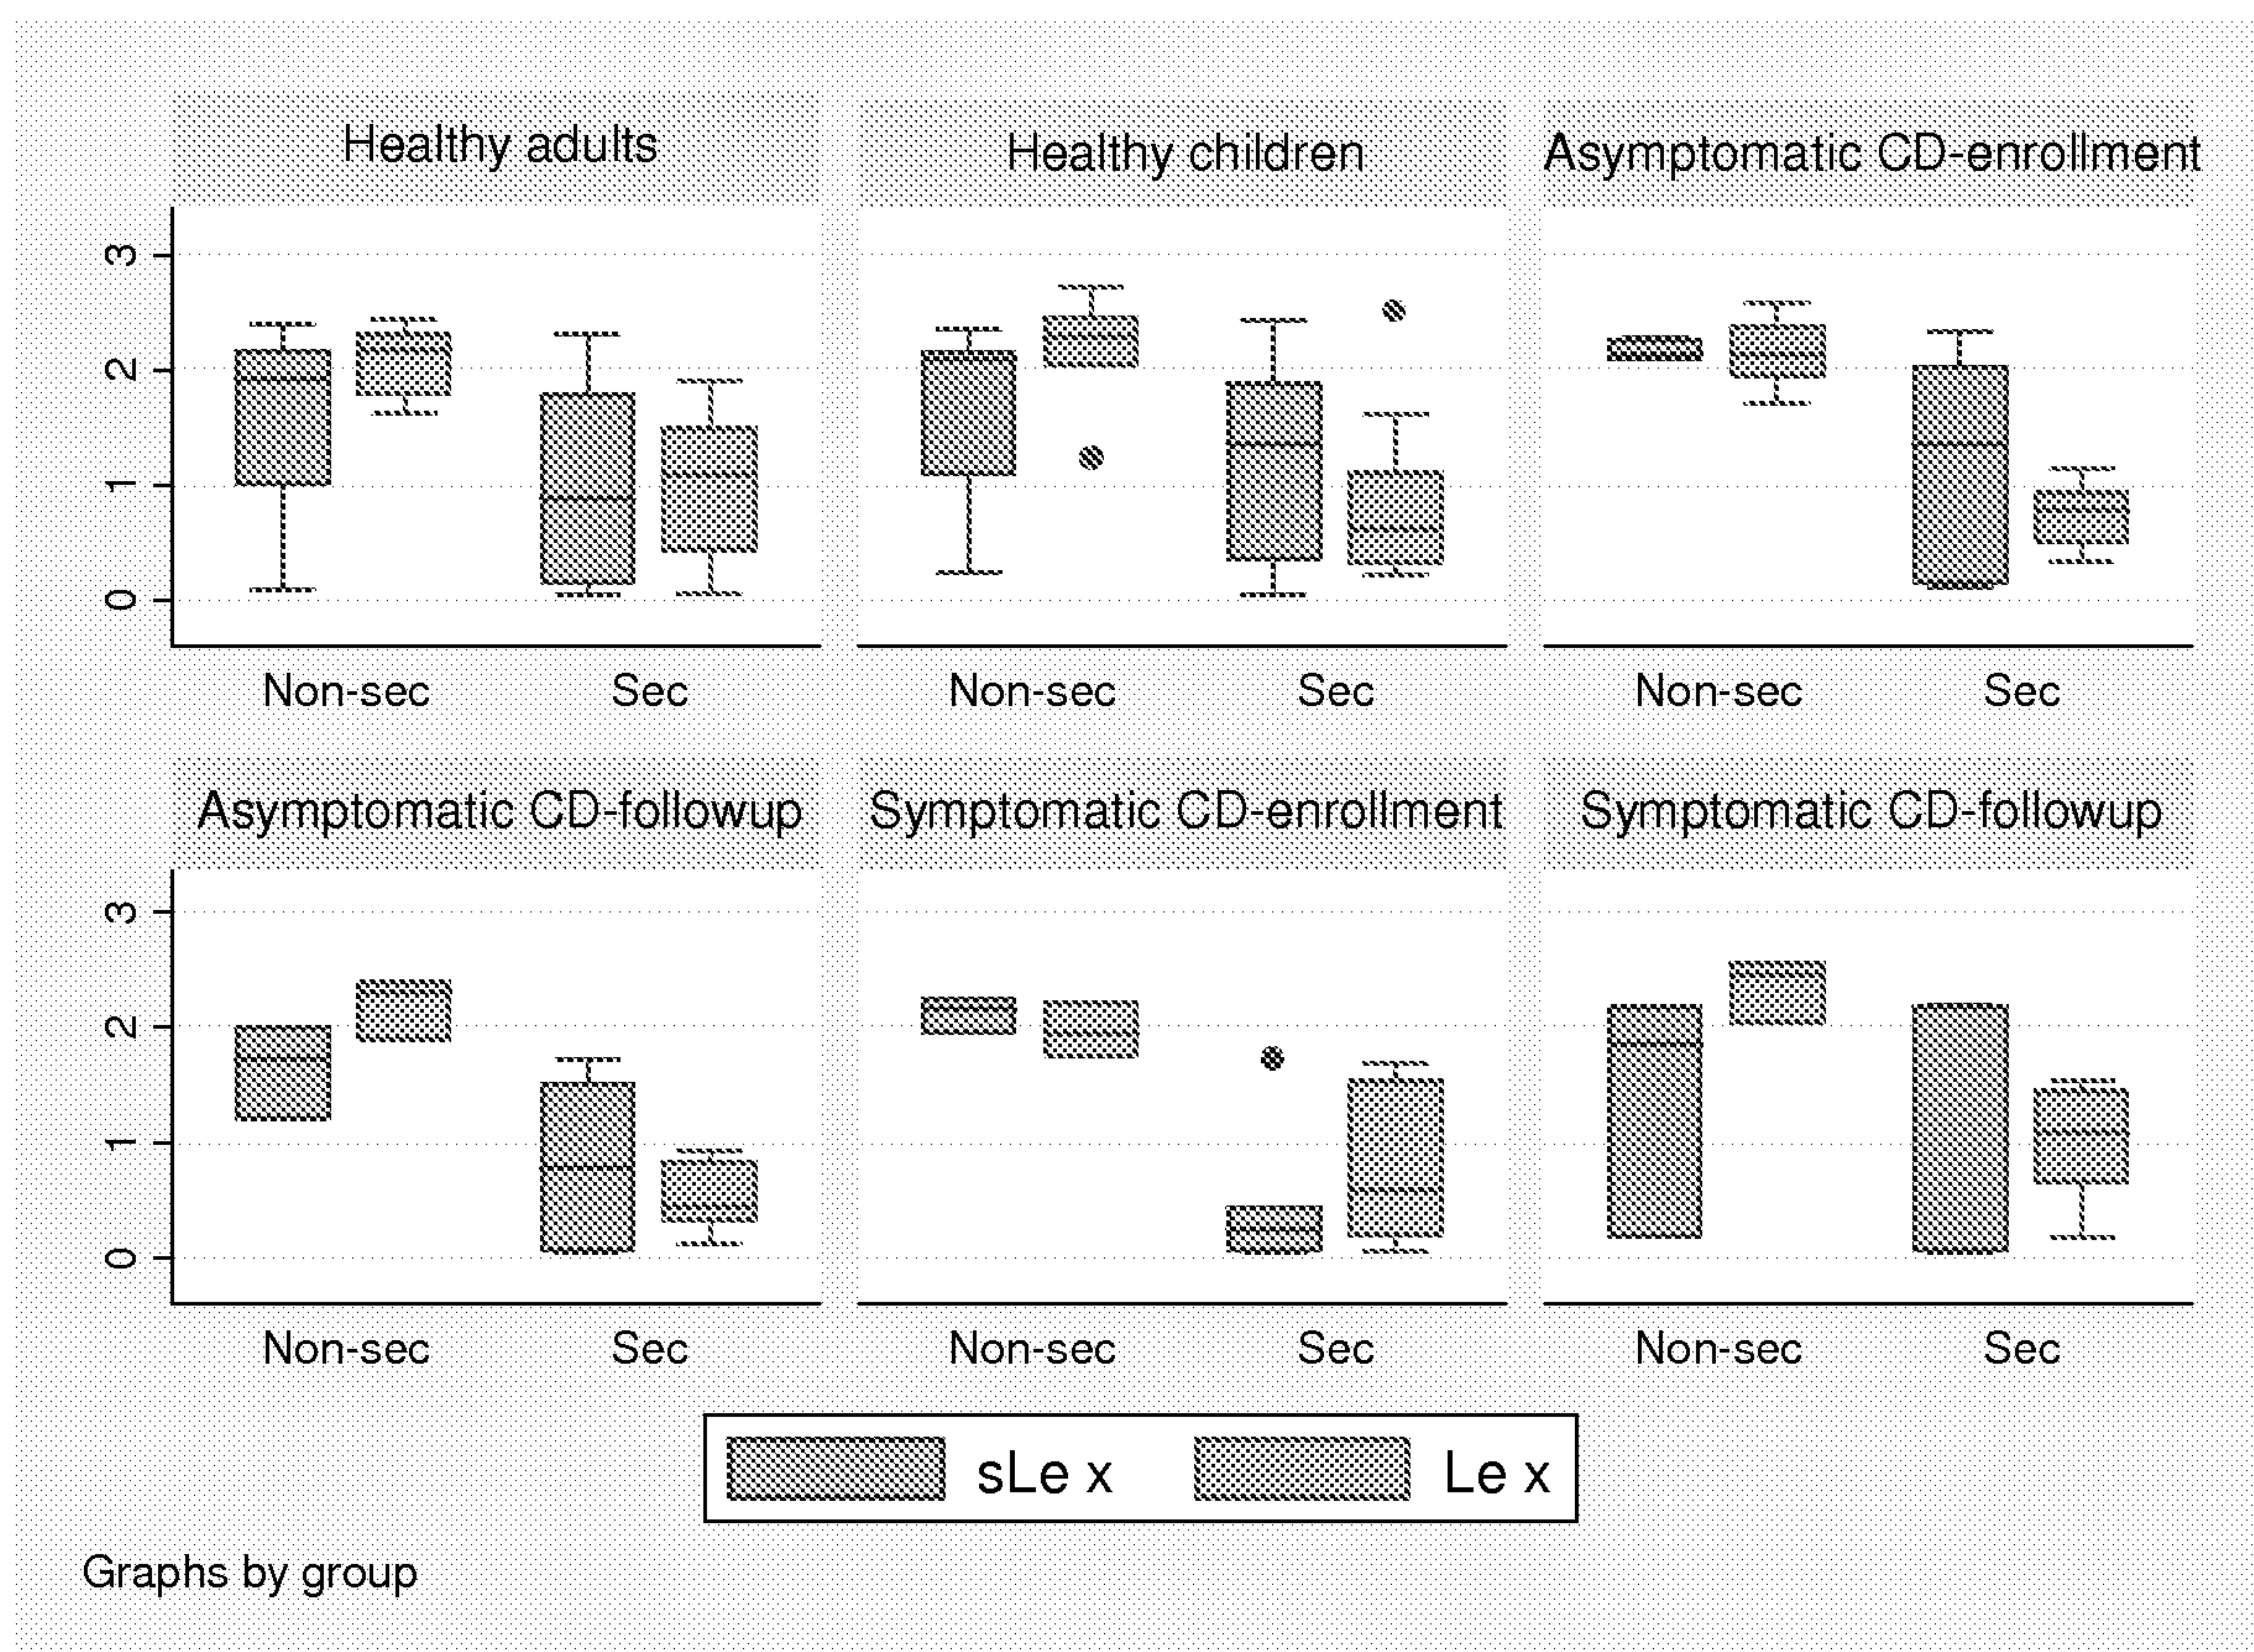 Healthy adults
Healthy children
Asymptomatic CD-enrollment
3
2
1
0
Non-sec Sec
Non-sec Sec
Non-sec Sec
Asymptomatic CD-followup
Symptomatic CD-enrollment
Symptomatic CD-followup
3
2
1
0
Non-sec Sec
Non-sec Sec
Non-sec Sec
sLe x
Le x
Graphs by group